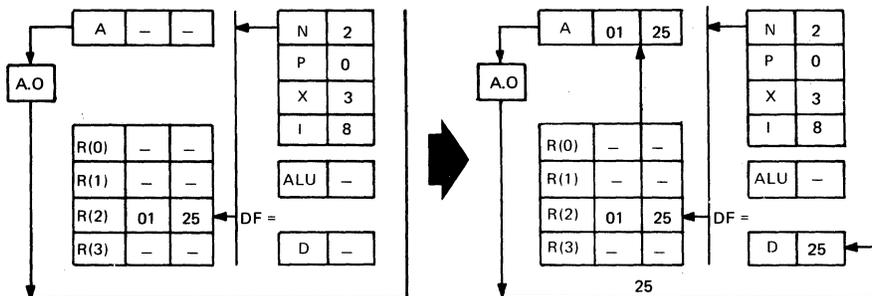 A – –
N 2
P 0
X 3
I 8
A.O
R(0) – –
R(1) – –
R(2) 01 25
R(3) – –
ALU –
DF =
D –
A 01 25
N 2
P 0
X 3
I 8
A.O
R(0) – –
R(1) – –
R(2) 01 25
R(3) – –
ALU –
DF =
D 25
25